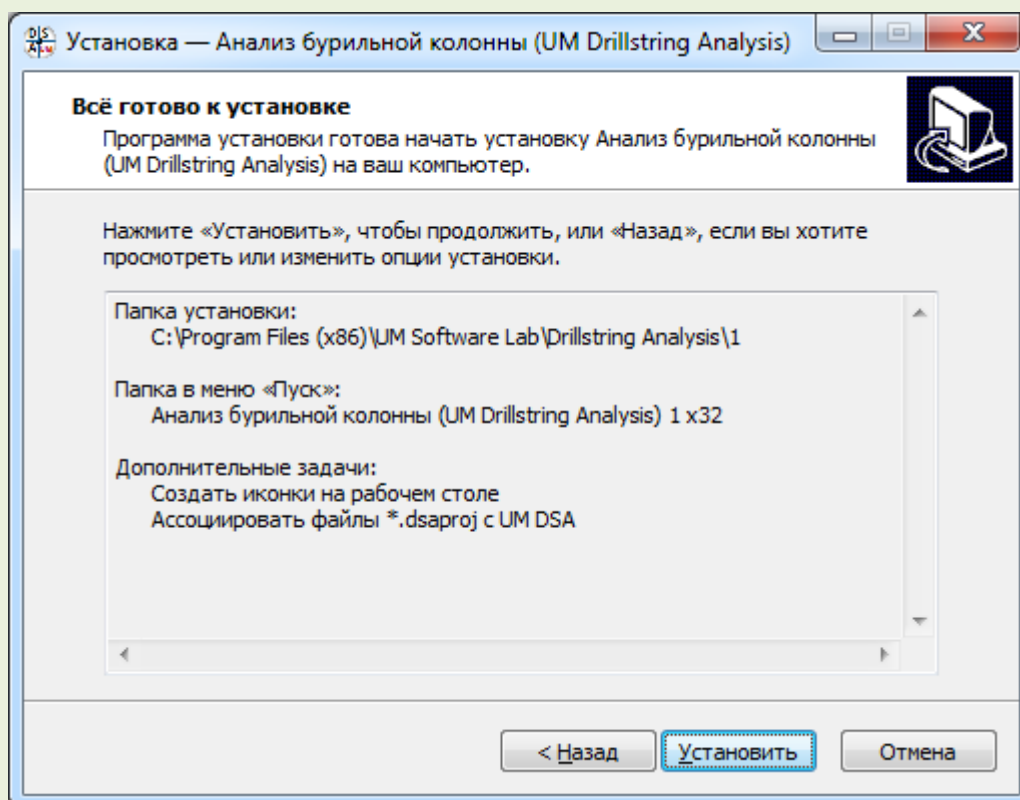 Установка — Анализ бурильной колонны (UM Drillstring Analysis)
Всё готово к установке
Программа установки готова начать установку Анализ бурильной колонны
(UM Drillstring Analysis) на ваш компьютер.
Нажмите «Установить», чтобы продолжить, или «Назад», если вы хотите
просмотреть или изменить опции установки.
Папка установки:
C:\Program Files (x86)\UM Software Lab\Drillstring Analysis\1
Папка в меню «Пуск»:
Анализ бурильной колонны (UM Drillstring Analysis) 1 x32
Дополнительные задачи:
Создать иконки на рабочем столе
Ассоциировать файлы *.dsaproj с UM DSA
< Назад Установить Отмена